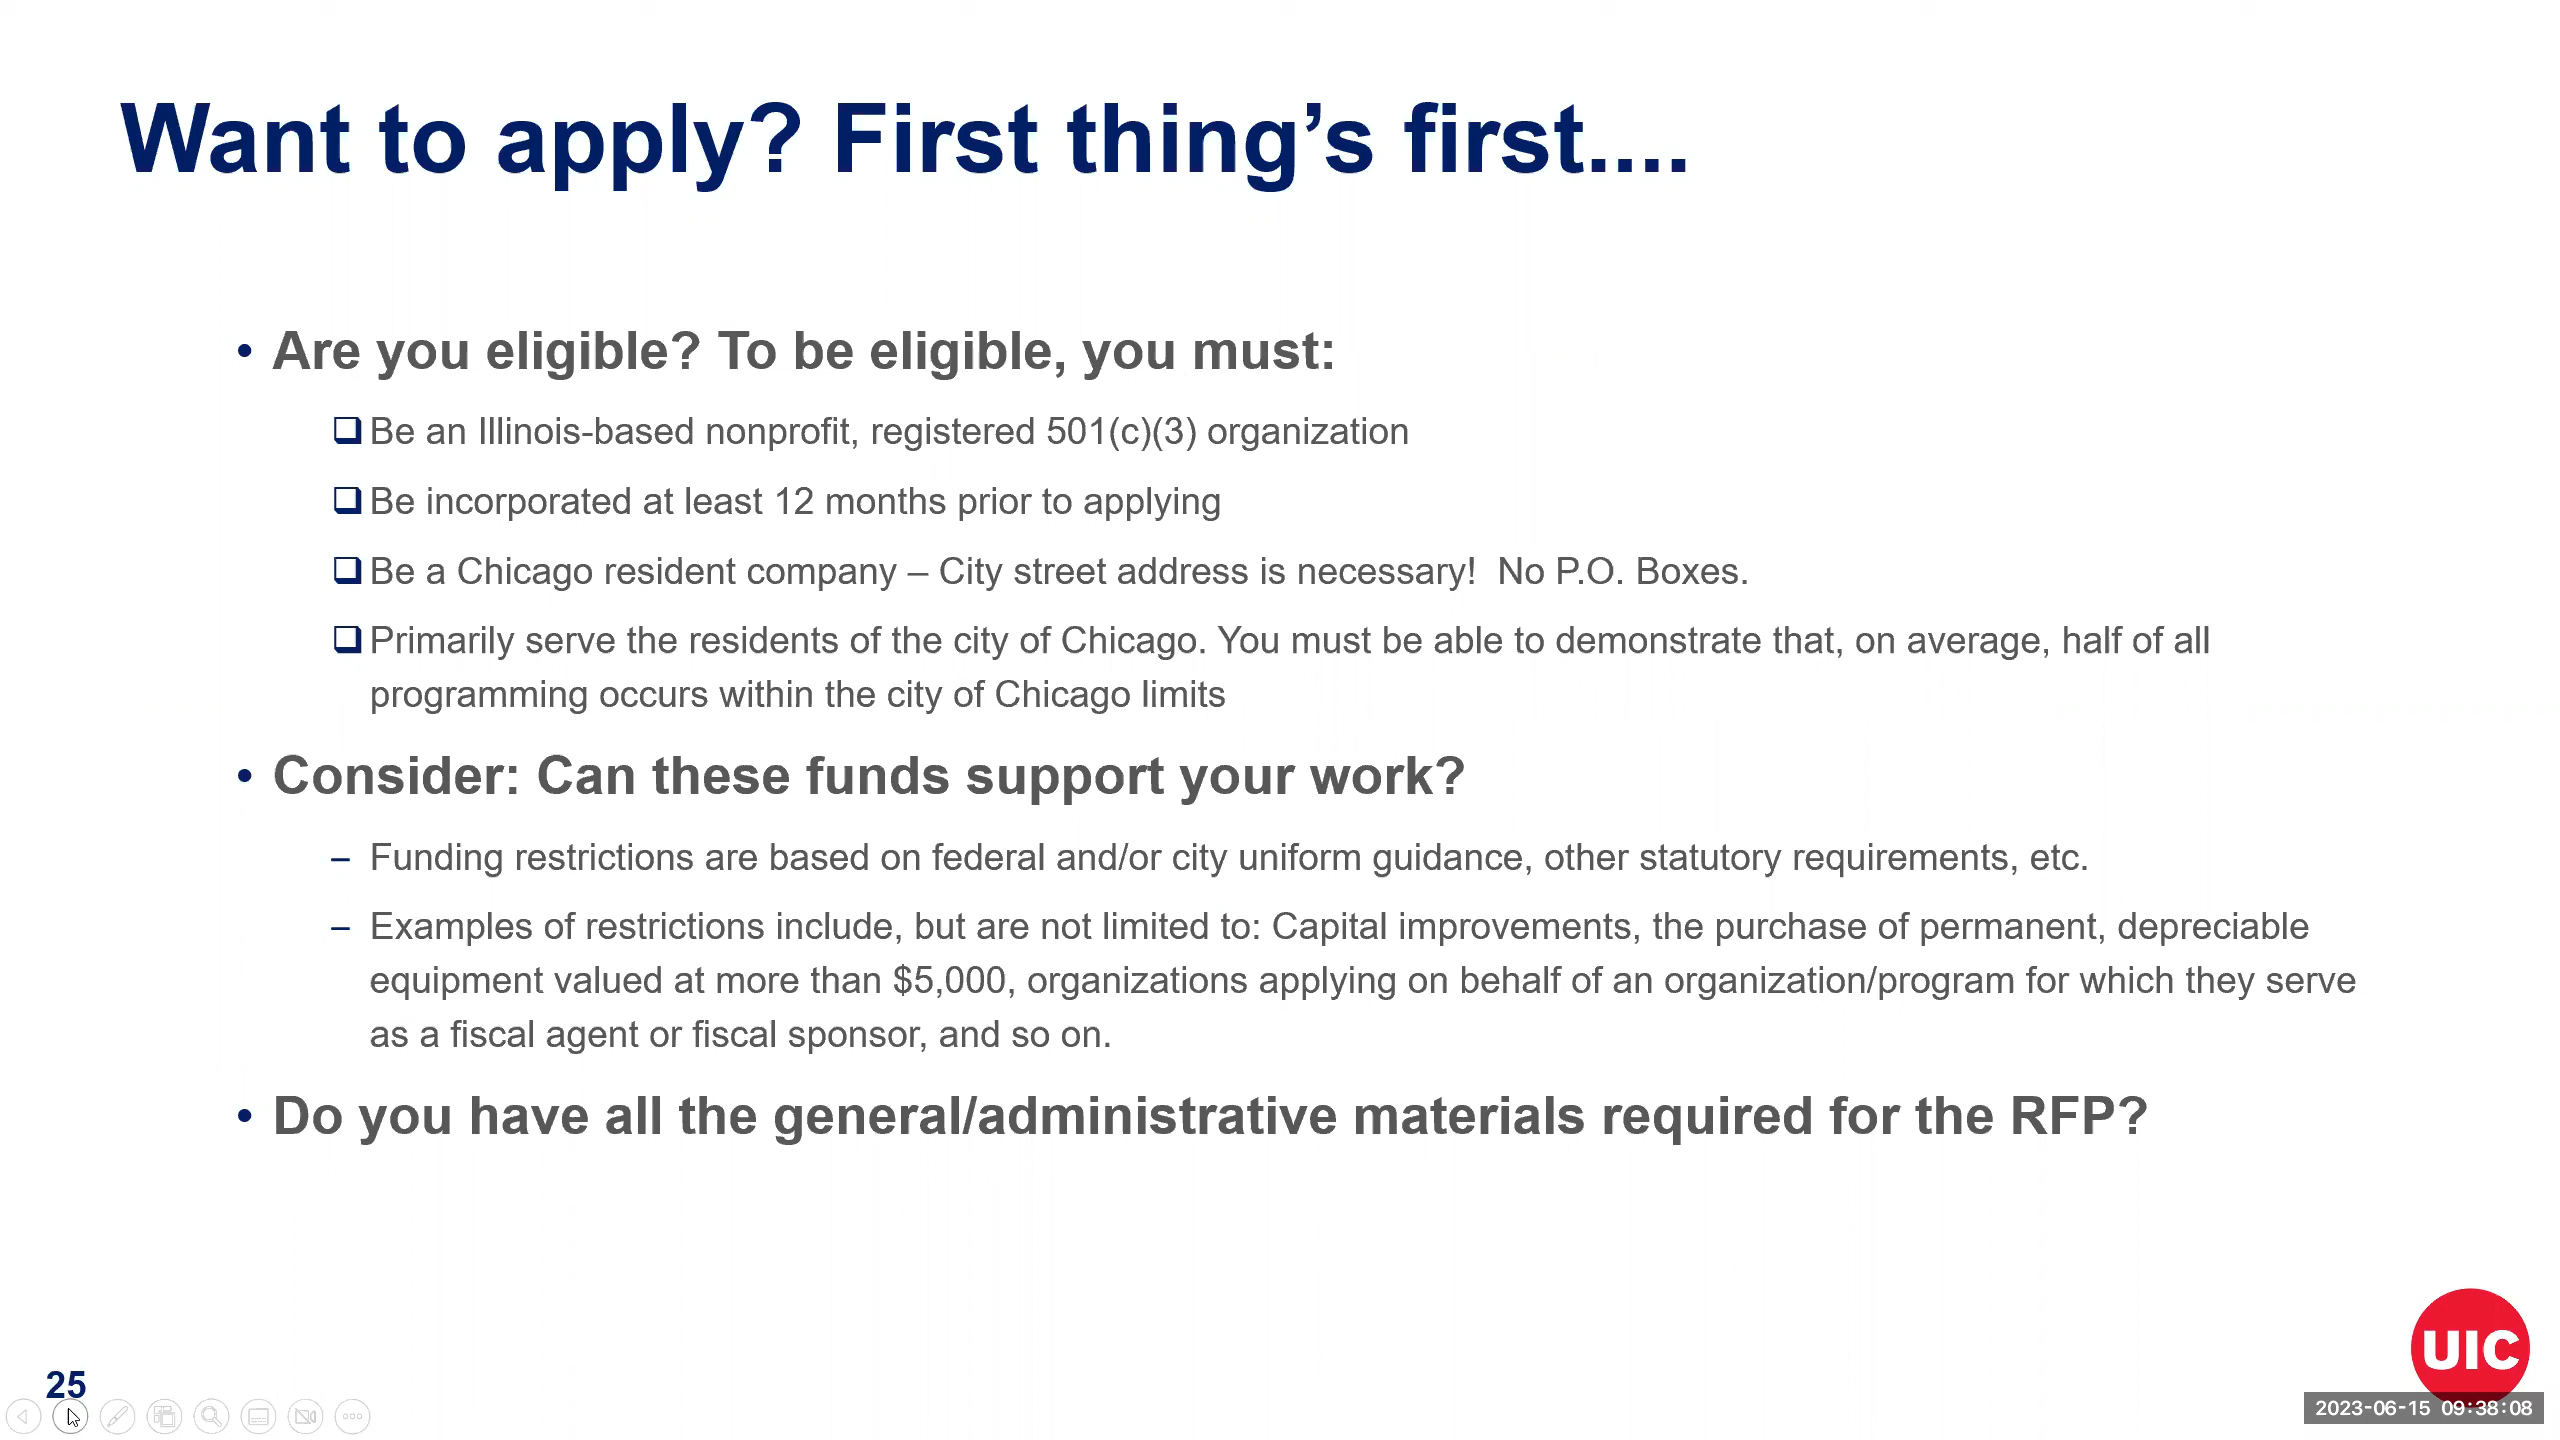 Want to apply? First thing’s first....
• Are you eligible? To be eligible, you must:
❑ Be an Illinois-based nonprofit, registered 501(c)(3) organization
❑ Be incorporated at least 12 months prior to applying
❑ Be a Chicago resident company – City street address is necessary!  No P.O. Boxes.
❑ Primarily serve the residents of the city of Chicago. You must be able to demonstrate that, on average, half of all
programming occurs within the city of Chicago limits
• Consider: Can these funds support your work?
– Funding restrictions are based on federal and/or city uniform guidance, other statutory requirements, etc.
– Examples of restrictions include, but are not limited to: Capital improvements, the purchase of permanent, depreciable
equipment valued at more than $5,000, organizations applying on behalf of an organization/program for which they serve
as a fiscal agent or fiscal sponsor, and so on.
• Do you have all the general/administrative materials required for the RFP?
25
UIC
2023-06-15 09:38:08